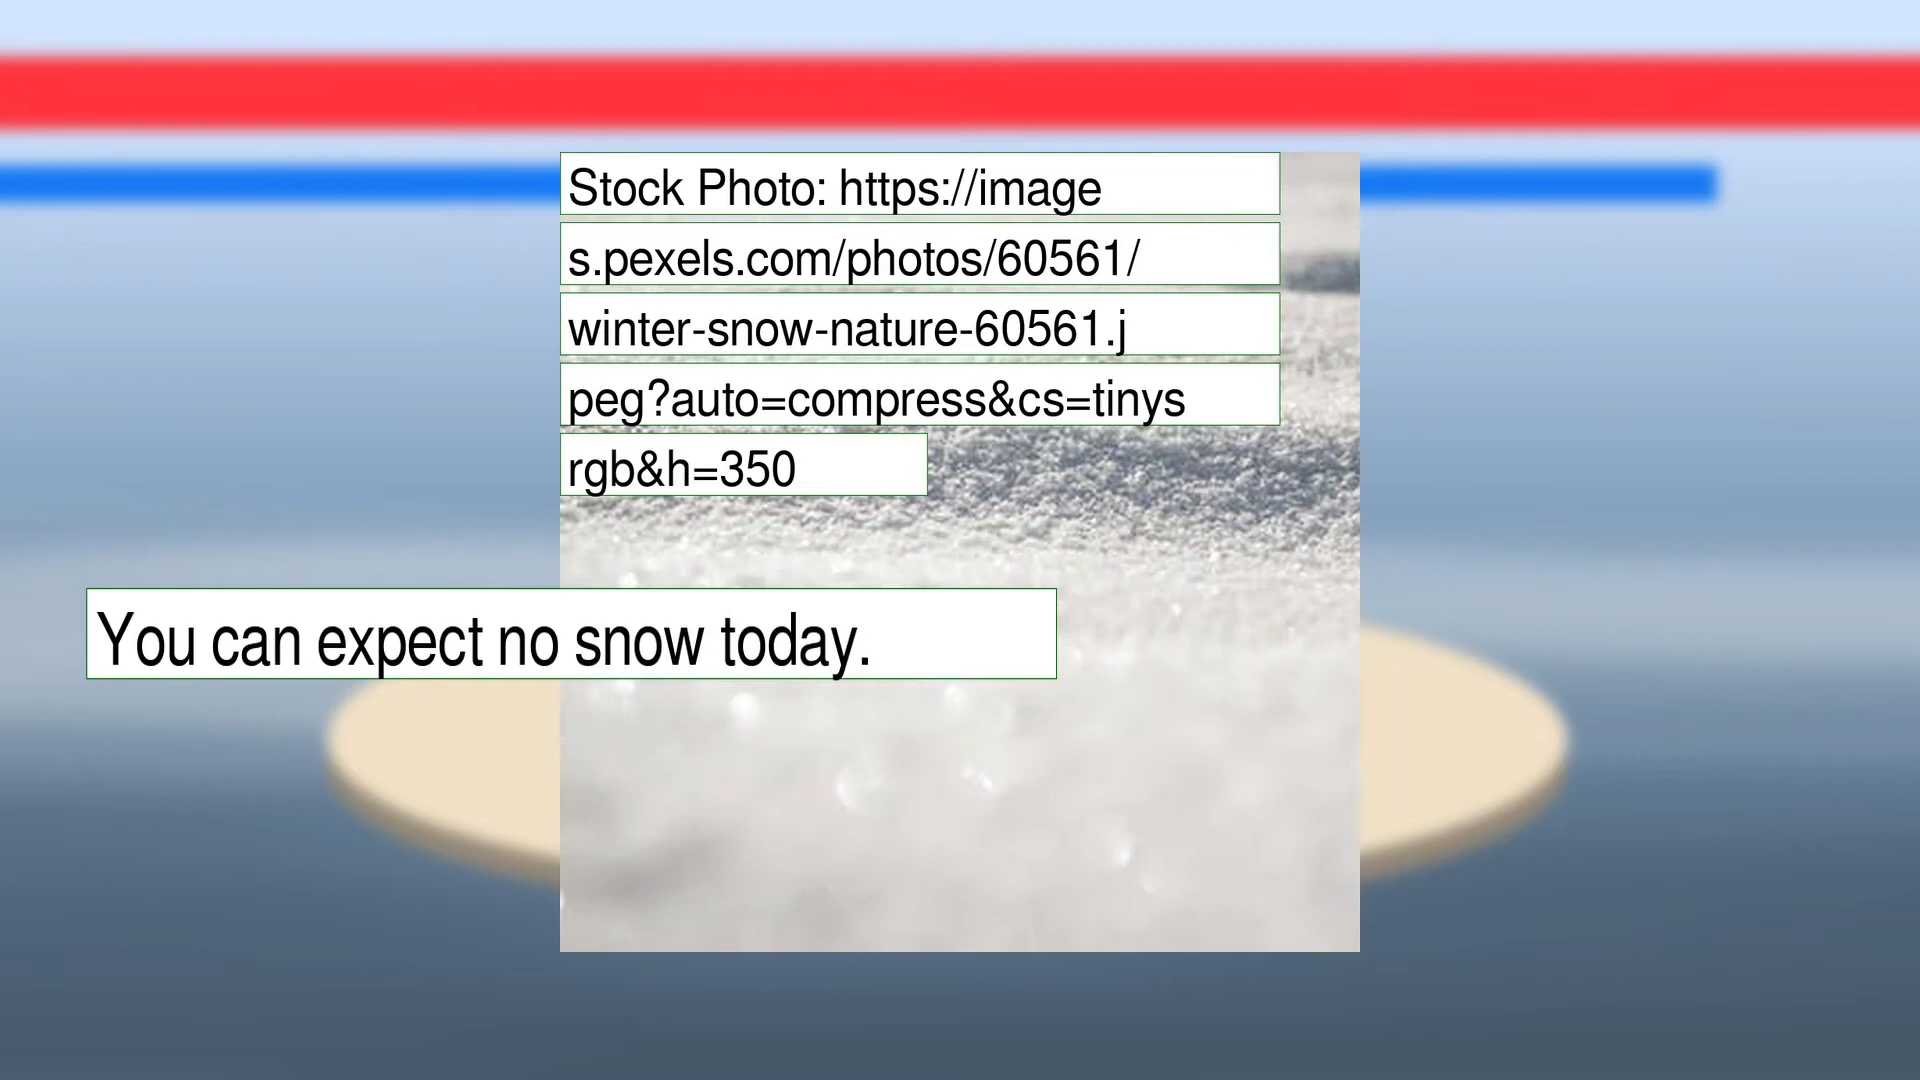 Stock Photo: https://image
s.pexels.com/photos/60561/
winter-snow-nature-60561.j
peg?auto=compress&cs=tinys
rgb&h=350
You can expect no snow today.